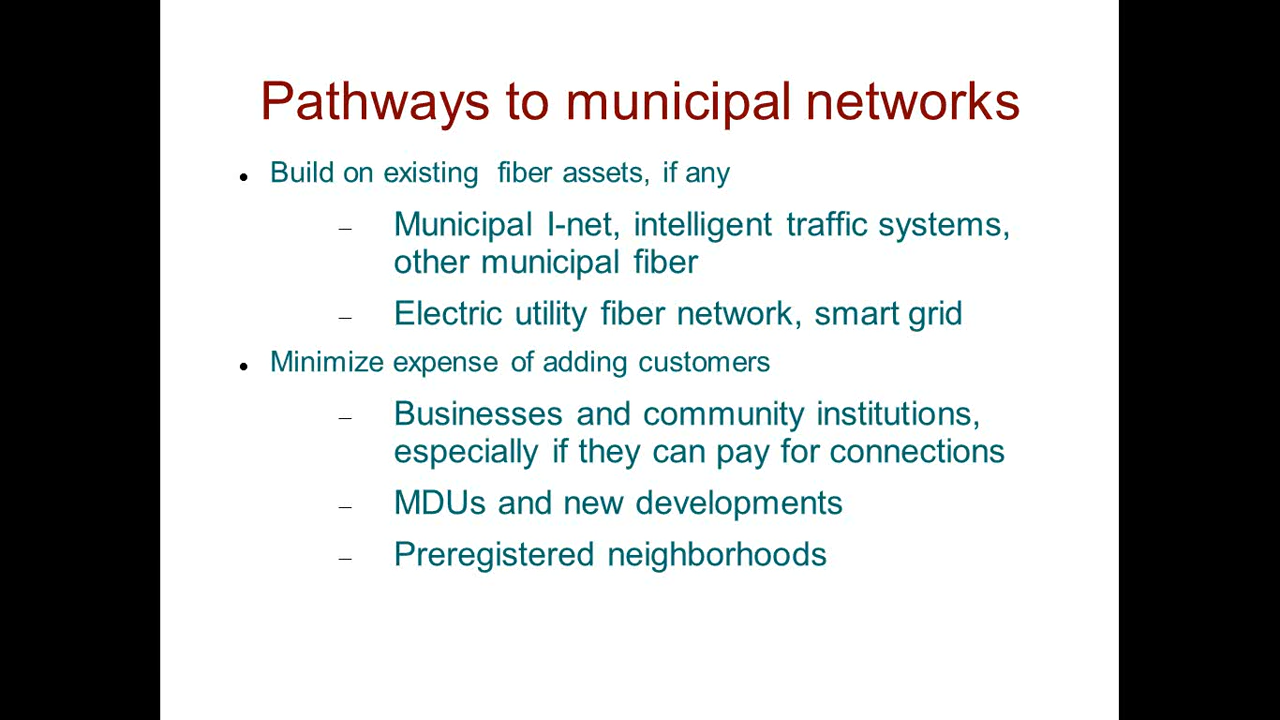 Pathways to municipal networks
● Build on existing fiber assets, if any
– Municipal I-net, intelligent traffic systems,
other municipal fiber
– Electric utility fiber network, smart grid
● Minimize expense of adding customers
– Businesses and community institutions,
especially if they can pay for connections
– MDUs and new developments
– Preregistered neighborhoods